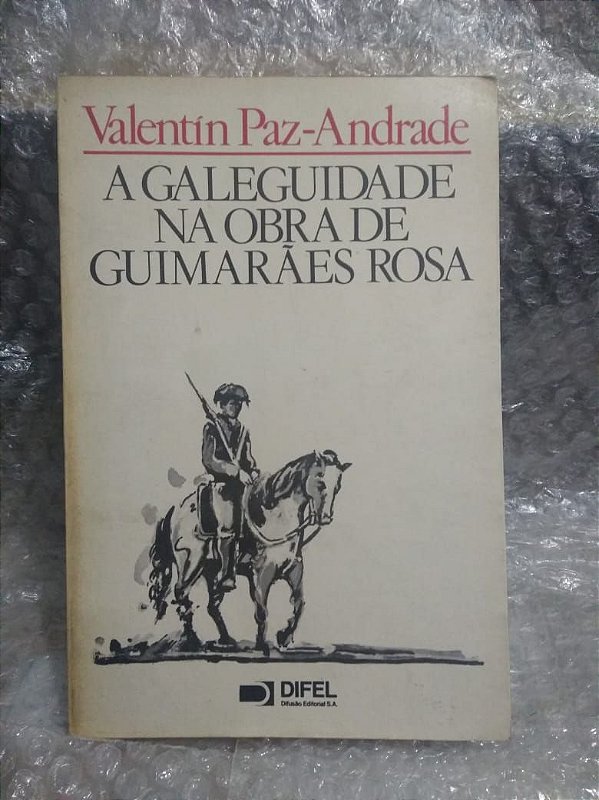 Valentín Paz-Andrade
A GALEGUIDADE
NA OBRA DE
GUIMARÃES ROSA
DIFEL
Difusão Editorial S.A.